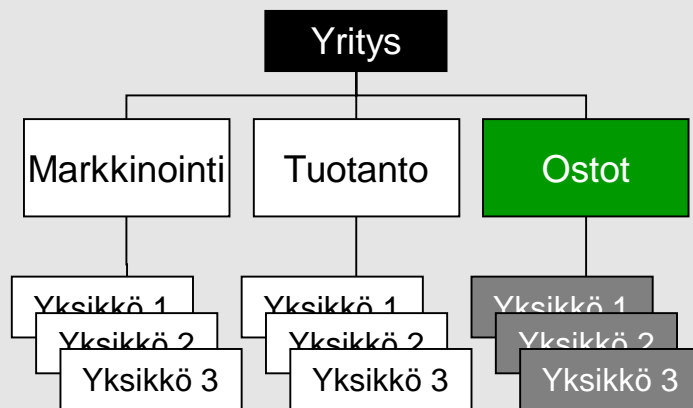 Yritys
Markkinointi
Tuotanto
Ostot
Yksikkö 1
Yksikkö 2
Yksikkö 3
Yksikkö 1
Yksikkö 2
Yksikkö 3
Yksikkö 1
Yksikkö 2
Yksikkö 3